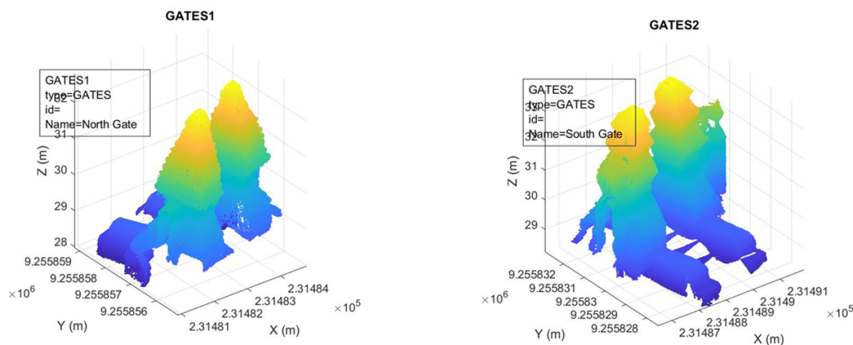 GATES1
GATES1
type=GATES
id=
Name=North Gate
32
31
30
29
28
Z (m)
9.255859
9.255858
9.255857
9.255856
×10⁶
Y (m)
2.31481
2.31482
2.31483
2.31484
×10⁵
X (m)
GATES2
GATES2
type=GATES
id=
Name=South Gate
33
32
31
30
29
Z (m)
9.255832
9.255831
9.25583
9.255829
9.255828
×10⁶
Y (m)
2.31487
2.31488
2.31489
2.3149
2.31491
×10⁵
X (m)